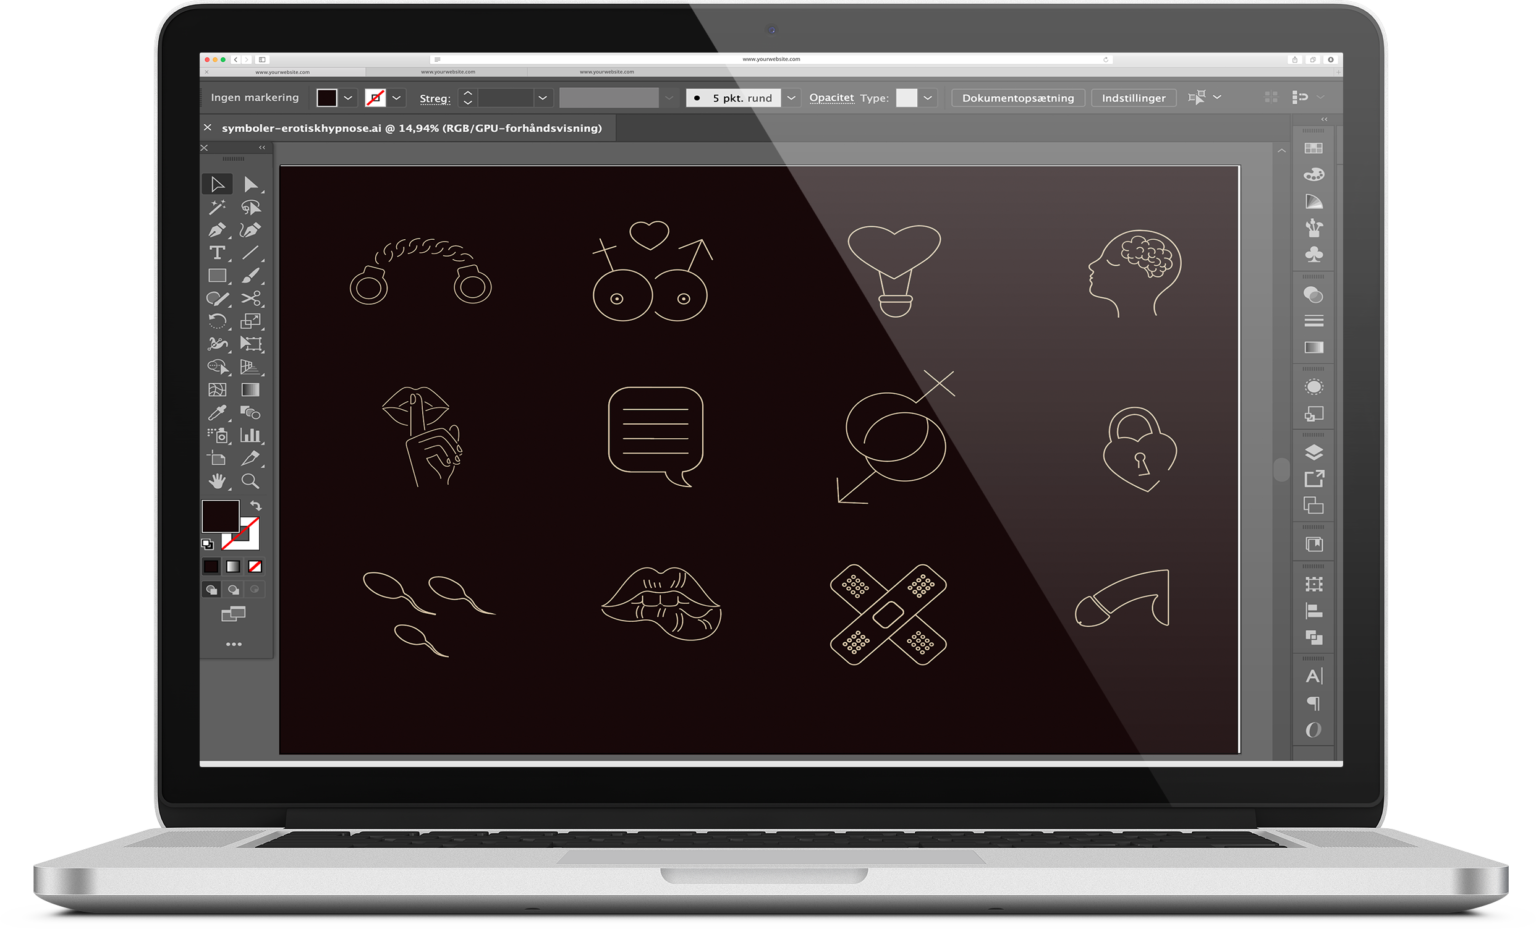 www.yourwebsite.com
www.yourwebsite.com
www.yourwebsite.com
www.yourwebsite.com
Ingen markering
Streg:
5 pkt. rund
Opacitet
Type:
Dokumentopsætning
Indstillinger
symboler-erotiskhypnose.ai @ 14,94% (RGB/GPU-forhåndsvisning)